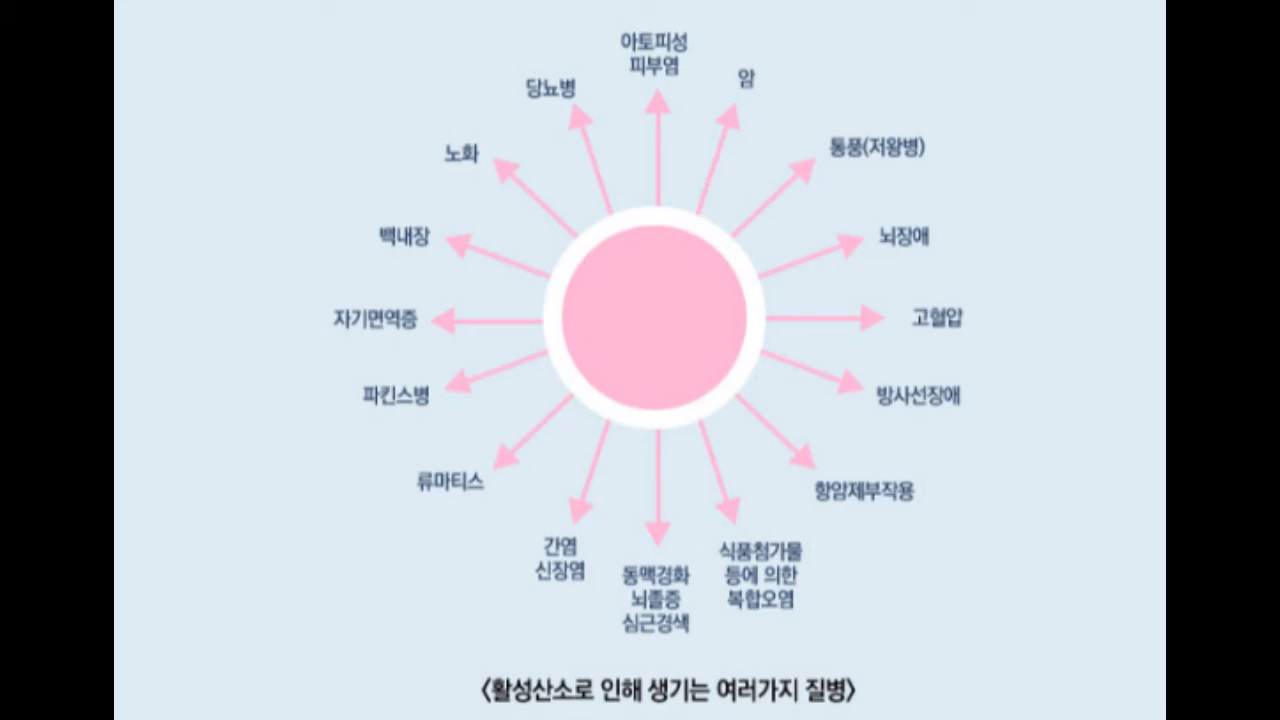 아토피성
피부염
암
통풍(저왕병)
뇌장애
고혈압
방사선장애
항암제부작용
식품첨가물
등에 의한
복합오염
동맥경화
뇌졸증
심근경색
간염
신장염
류마티스
파킨스병
자기면역증
백내장
노화
당뇨병
〈활성산소로 인해 생기는 여러가지 질병〉